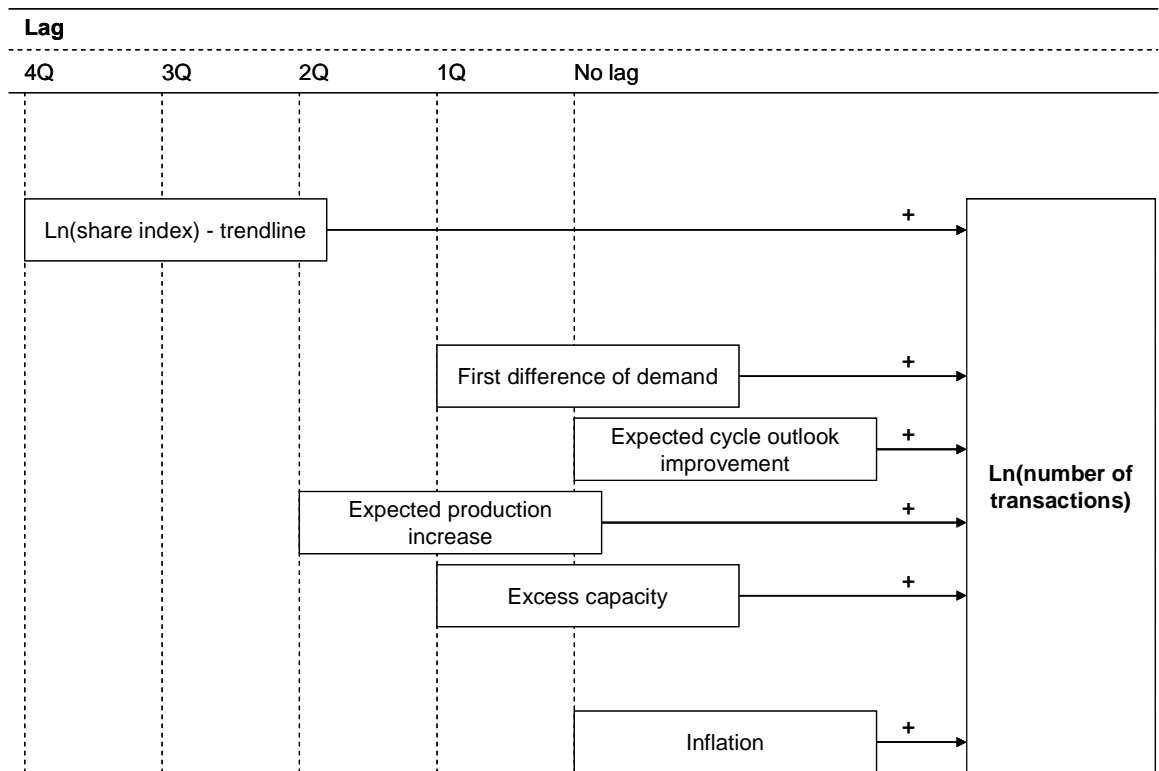 Lag
4Q 3Q 2Q 1Q No lag
Ln(share index) - trendline
+
First difference of demand
+
Expected cycle outlook
improvement
+
Expected production
increase
+
Excess capacity
+
Inflation
+
Ln(number of
transactions)